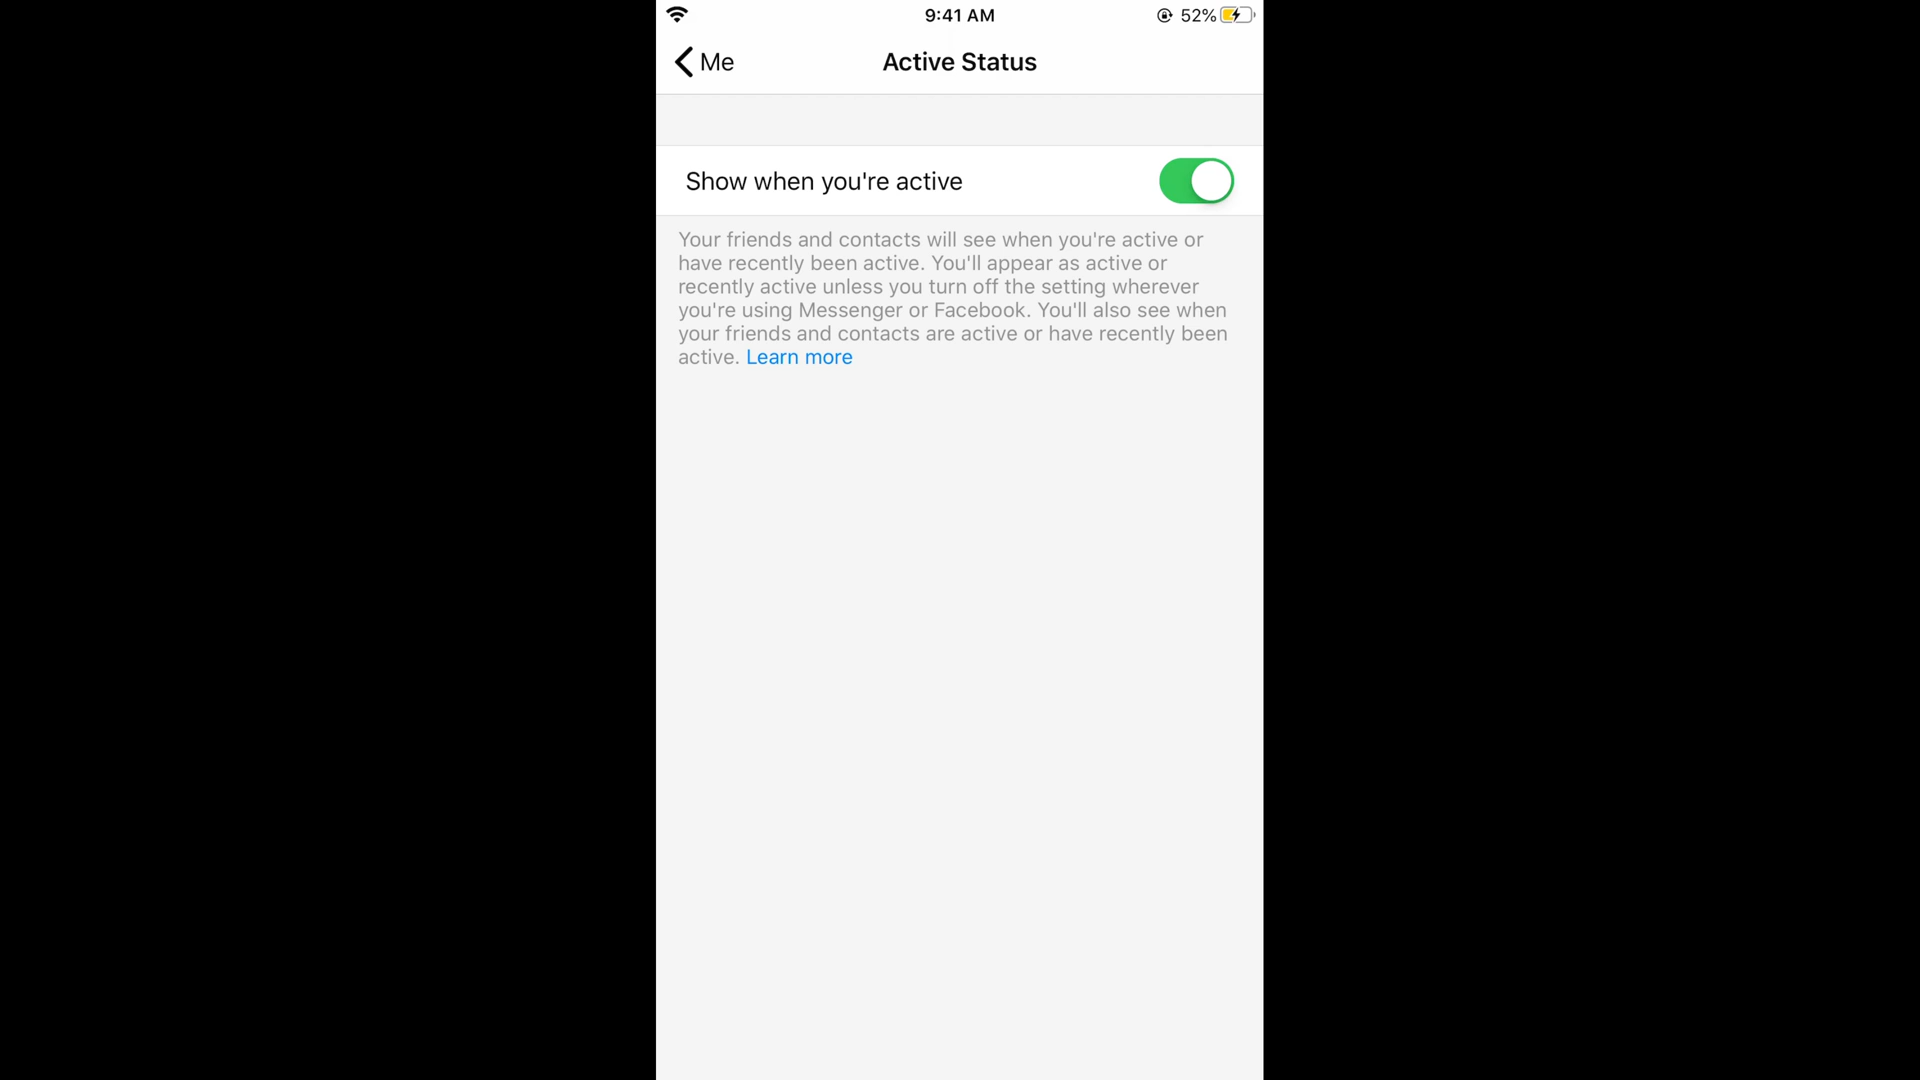 9:41 AM
52%
Me
Active Status
Show when you're active
Your friends and contacts will see when you're active or
have recently been active. You'll appear as active or
recently active unless you turn off the setting wherever
you're using Messenger or Facebook. You'll also see when
your friends and contacts are active or have recently been
active. Learn more